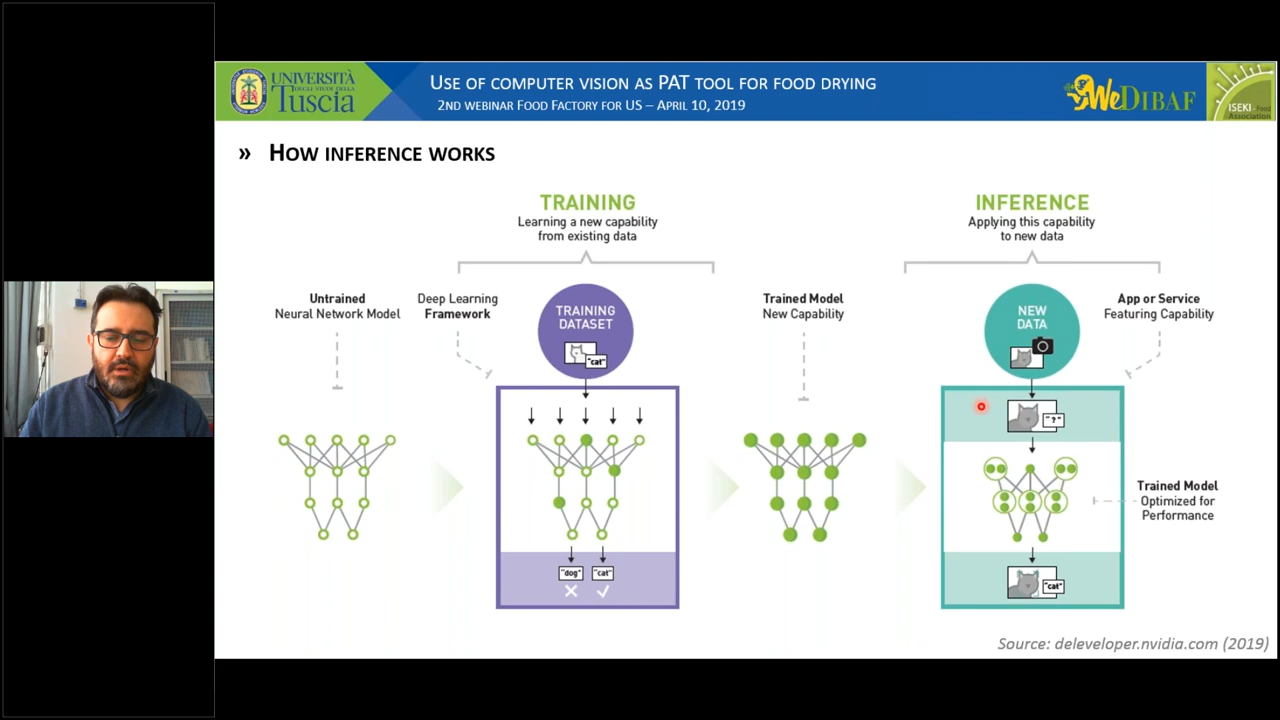 UNIVERSITÀ
DEGLI STUDI DELLA
TUSCIA
USE OF COMPUTER VISION AS PAT TOOL FOR FOOD DRYING
2ND WEBINAR FOOD FACTORY FOR US – APRIL 10, 2019
WeDIBAF
ISEKI - Food
Association
» HOW INFERENCE WORKS
TRAINING
Learning a new capability
from existing data
INFERENCE
Applying this capability
to new data
Untrained
Neural Network Model
Deep Learning
Framework
TRAINING
DATASET
"cat"
Trained Model
New Capability
NEW
DATA
App or Service
Featuring Capability
"?"
Trained Model
Optimized for
Performance
"dog" "cat"
"cat"
Source: deleveloper.nvidia.com (2019)